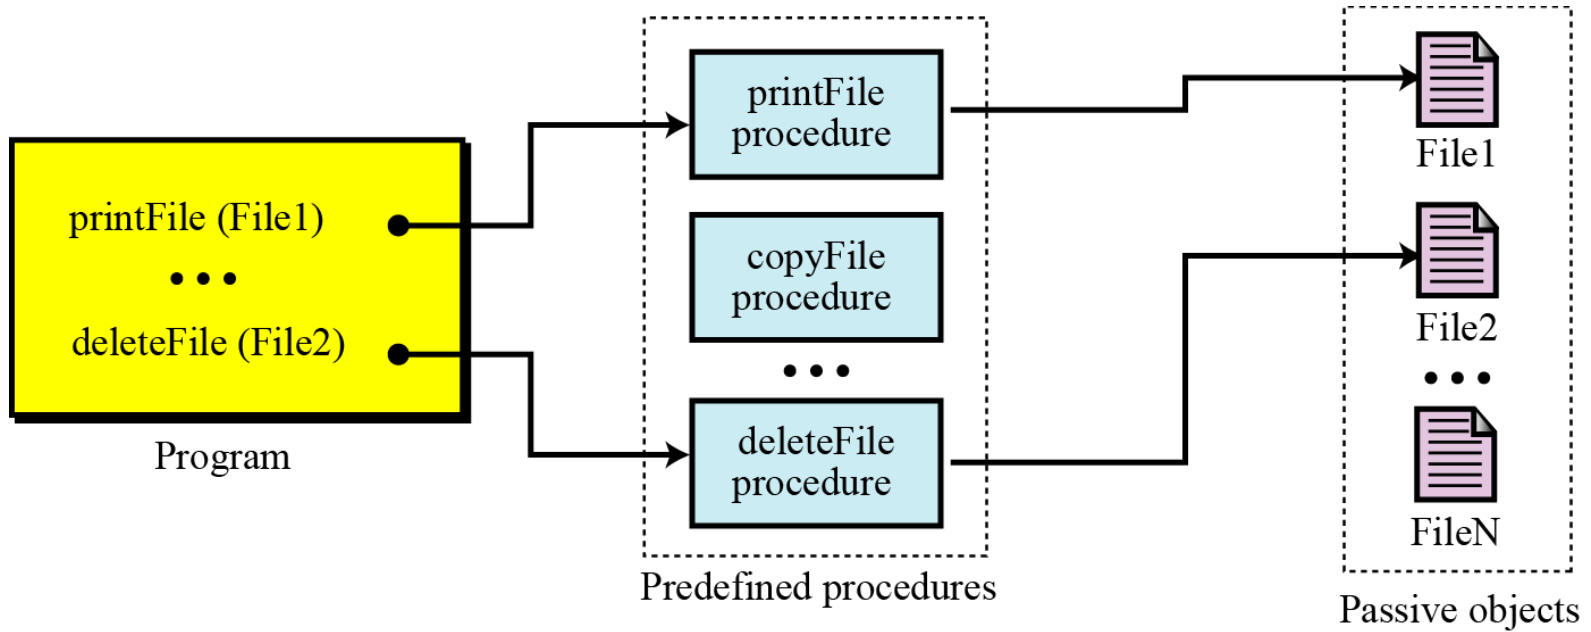 printFile (File1)
• • •
deleteFile (File2)
Program
printFile
procedure
copyFile
procedure
• • •
deleteFile
procedure
Predefined procedures
File1
File2
• • •
FileN
Passive objects